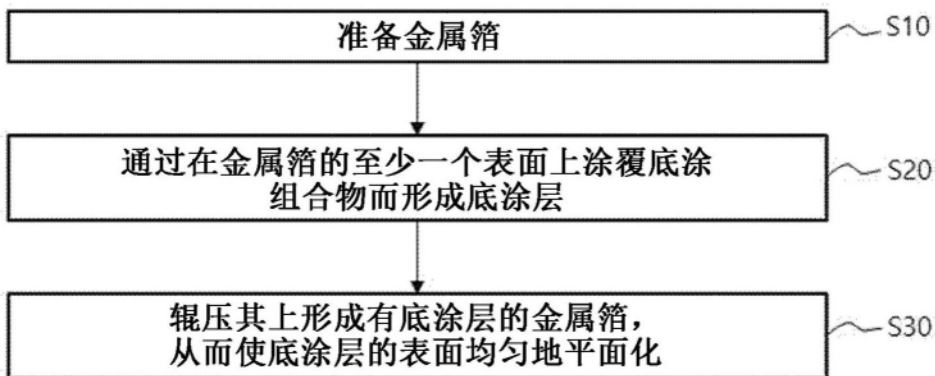 准备金属箔
S10
通过在金属箔的至少一个表面上涂覆底涂
组合物而形成底涂层
S20
辊压其上形成有底涂层的金属箔，
从而使底涂层的表面均匀地平面化
S30